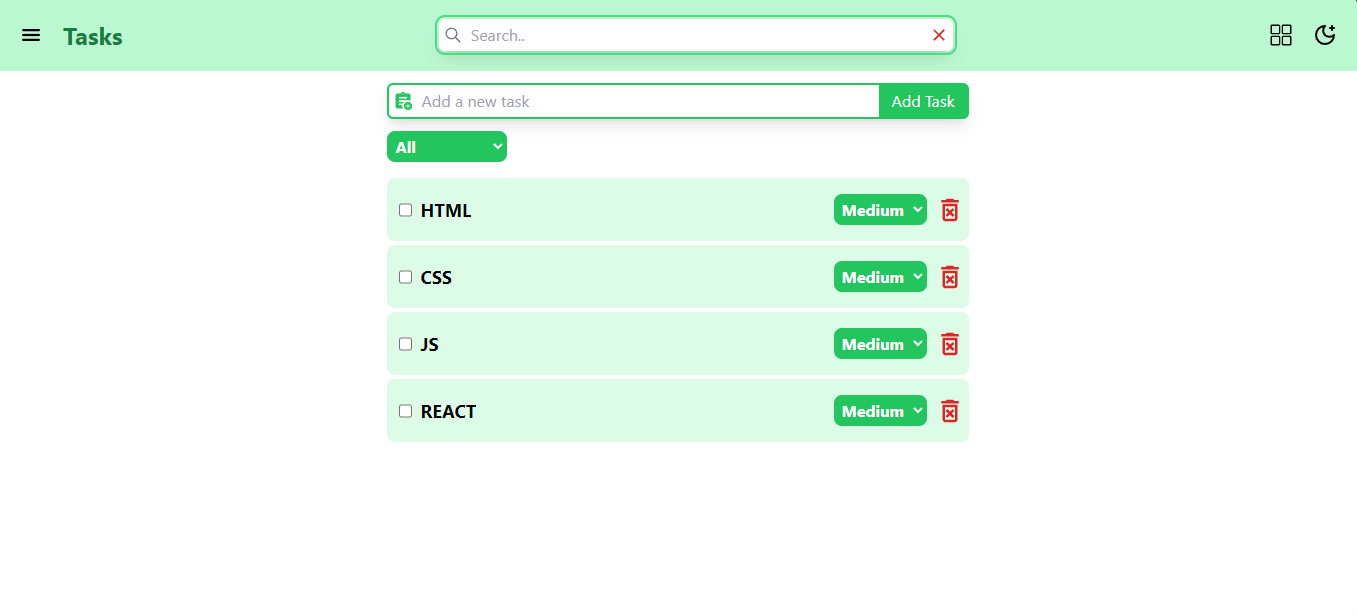 Tasks
Search..
Add a new task
Add Task
All
HTML
Medium
CSS
Medium
JS
Medium
REACT
Medium